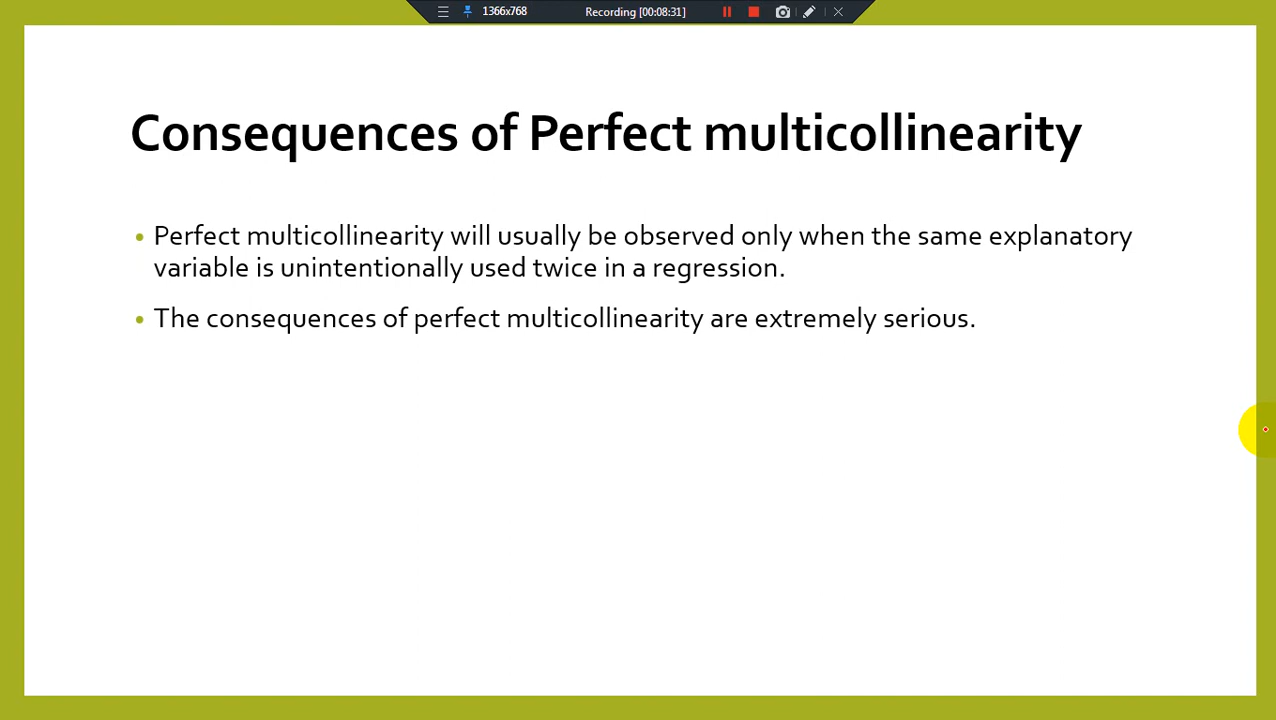 1366x768 Recording [00:08:31]
Consequences of Perfect multicollinearity
• Perfect multicollinearity will usually be observed only when the same explanatory
variable is unintentionally used twice in a regression.
• The consequences of perfect multicollinearity are extremely serious.